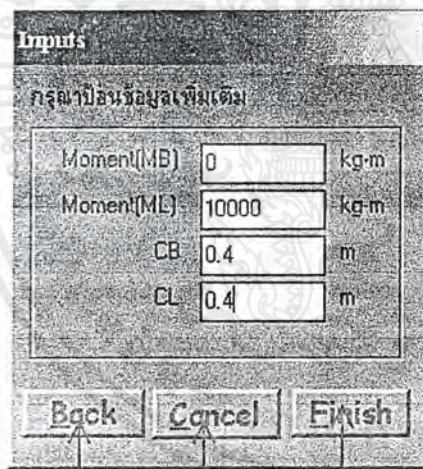 Inputs
กรุณาป้อนข้อมูลเพิ่มเติม
Moment(MB) 0 kg-m
Moment(ML) 10000 kg-m
CB 0.4 m
CL 0.4 m
Back Cancel Finish